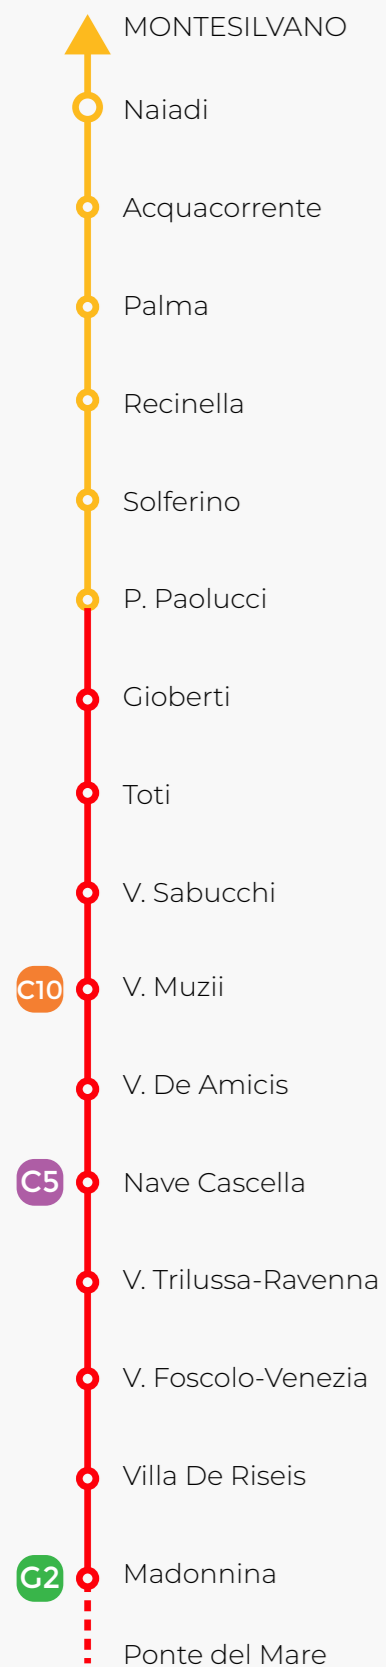 MONTESILVANO
Naiadi
Acquacorrente
Palma
Recinella
Solferino
P. Paolucci
Gioberti
Toti
V. Sabucchi
C10 V. Muzii
V. De Amicis
C5 Nave Cascella
V. Trilussa-Ravenna
V. Foscolo-Venezia
Villa De Riseis
G2 Madonnina
Ponte del Mare